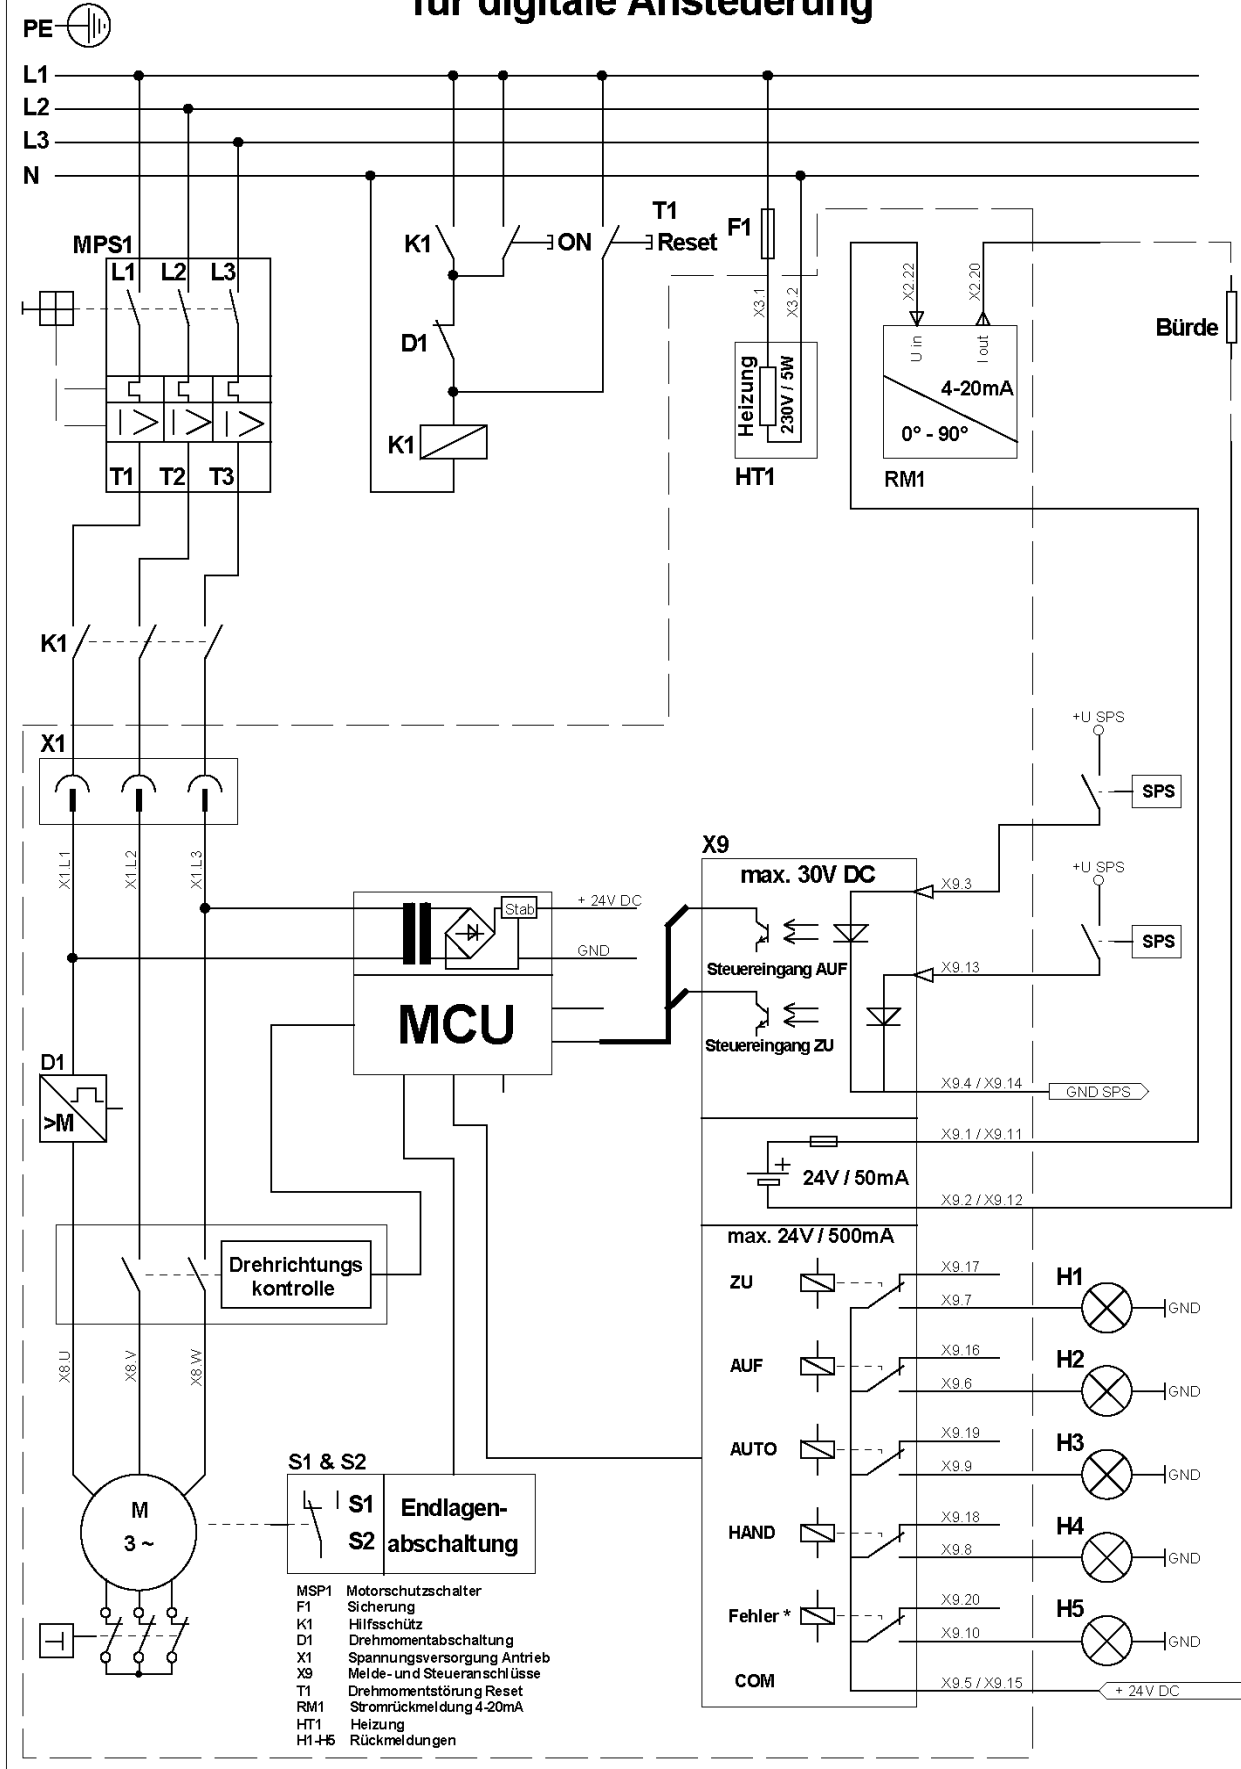 für digitale Ansteuerung
PE
L1
L2
L3
N
MPS1
L1 L2 L3
T1 T2 T3
K1
ON
T1
Reset
D1
K1
F1
X3.1
X3.2
Heizung
230V / 5W
HT1
X2.22
X2.20
U in
I out
4-20mA
0° - 90°
RM1
Bürde
K1
X1
X1.L1
X1.L2
X1.L3
+U SPS
SPS
+U SPS
SPS
X9
max. 30V DC
X9.3
Steuereingang AUF
X9.13
Steuereingang ZU
X9.4 / X9.14
GND SPS
Stab
+ 24V DC
GND
MCU
D1
>M
X9.1 / X9.11
24V / 50mA
X9.2 / X9.12
max. 24V / 500mA
Drehrichtungs
kontrolle
X8.U
X8.V
X8.W
ZU
X9.17
X9.7
H1
GND
AUF
X9.16
X9.6
H2
GND
AUTO
X9.19
X9.9
H3
GND
HAND
X9.18
X9.8
H4
GND
Fehler *
X9.20
X9.10
H5
GND
COM
X9.5 / X9.15
+ 24V DC
M
3 ~
S1 & S2
S1
S2
Endlagen-
abschaltung
MSP1 Motorschutzschalter
F1 Sicherung
K1 Hilfsschütz
D1 Drehmomentabschaltung
X1 Spannungsversorgung Antrieb
X9 Melde- und Steueranschlüsse
T1 Drehmomentstörung Reset
RM1 Stromrückmeldung 4-20mA
HT1 Heizung
H1-H5 Rückmeldungen